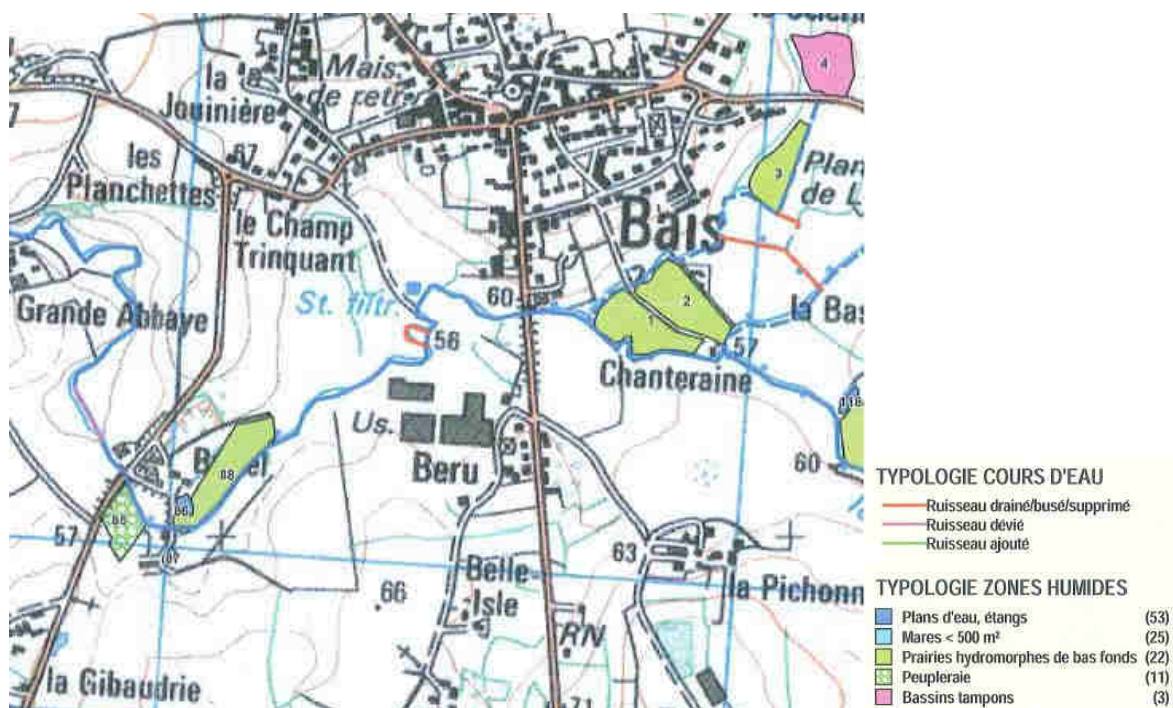 4
la
Jouinière
Mais.
de retr.
les
Planchettes
67
3
le Champ
Trinquant
Bais
Grande Abbaye
St. filtr.
60
2
1
la Bas
56
57
Chanteraine
118
Us.
Beru
60
88
86
85
57
87
63
Belle-
Isle
la Pichonn
66
RN
la Gibaudrie
71
TYPOLOGIE COURS D'EAU
Ruisseau drainé/busé/supprimé
Ruisseau dévié
Ruisseau ajouté
TYPOLOGIE ZONES HUMIDES
Plans d'eau, étangs (53)
Mares < 500 m² (25)
Prairies hydromorphes de bas fonds (22)
Peupleraie (11)
Bassins tampons (3)